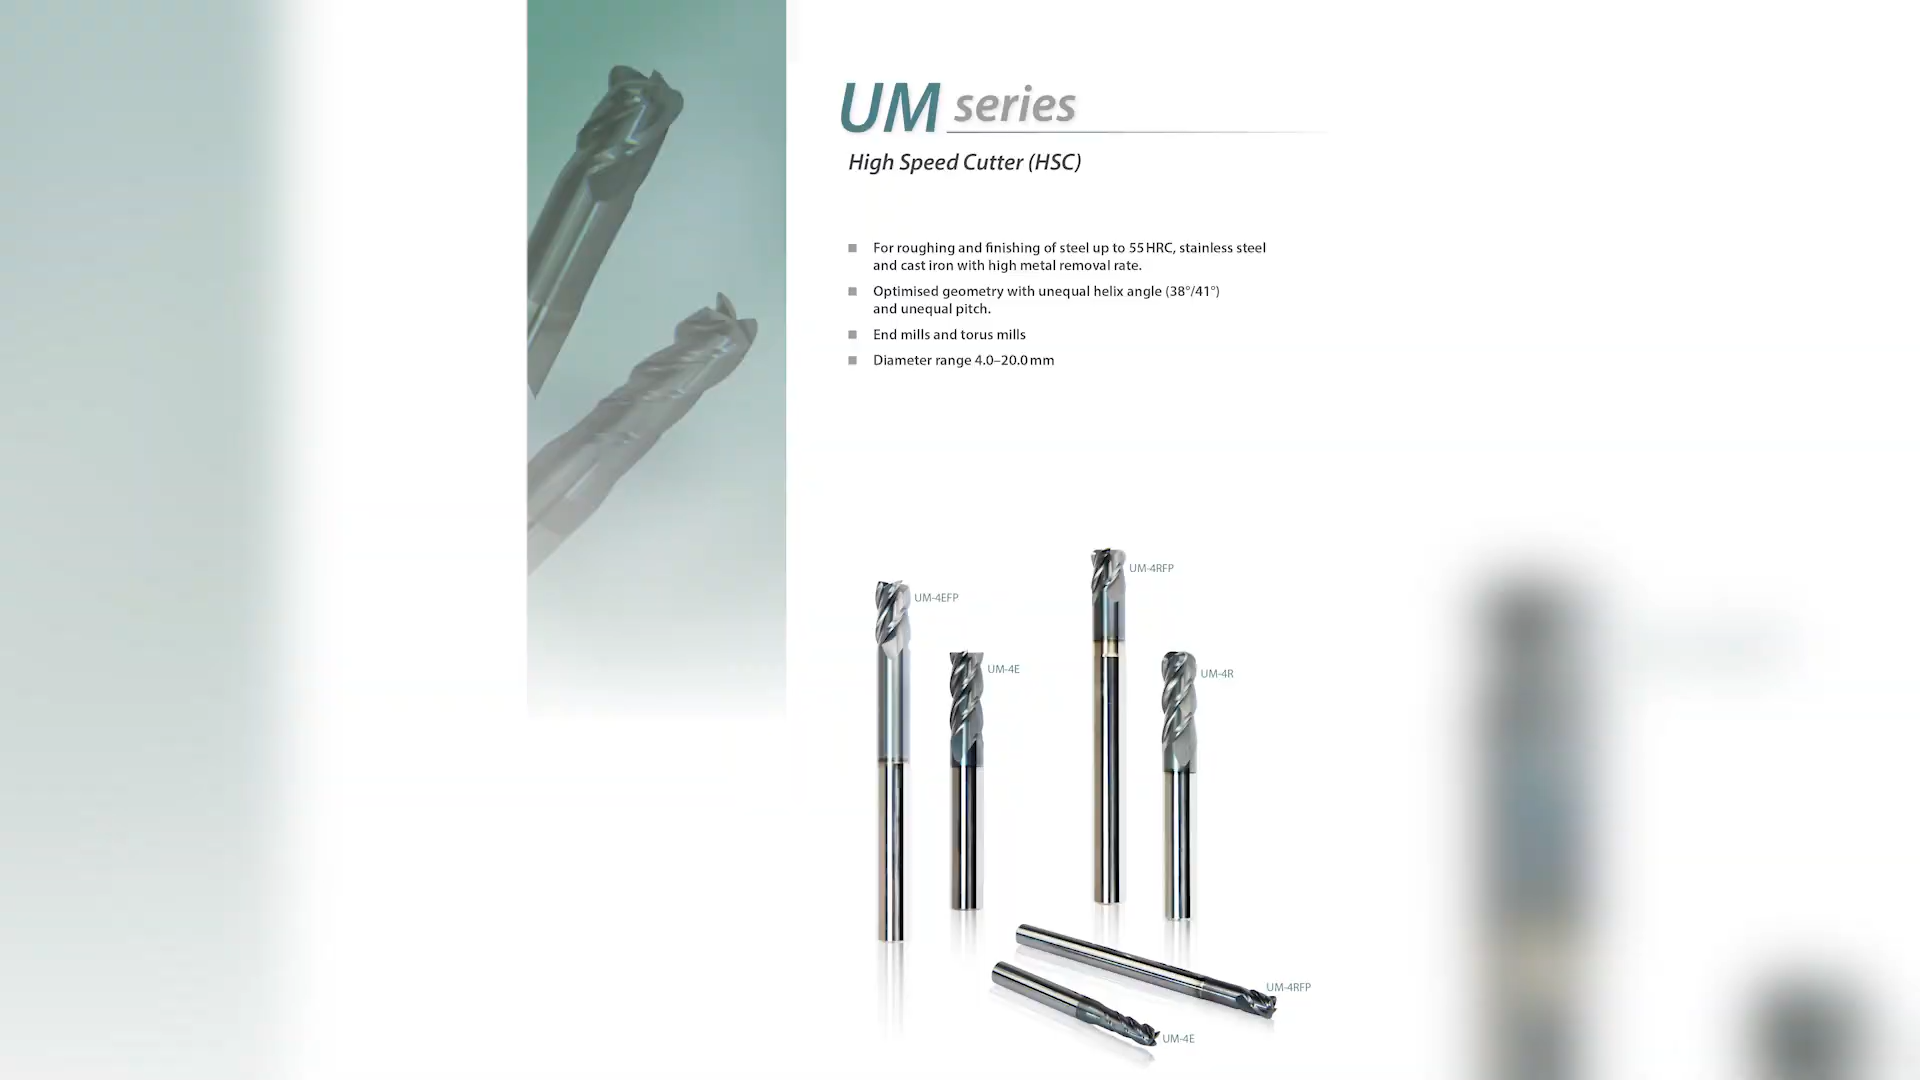 UM series
High Speed Cutter (HSC)
For roughing and finishing of steel up to 55 HRC, stainless steel
and cast iron with high metal removal rate.
Optimised geometry with unequal helix angle (38°/41°)
and unequal pitch.
End mills and torus mills
Diameter range 4.0–20.0 mm
UM-4RFP
UM-4EFP
UM-4E
UM-4R
UM-4RFP
UM-4E